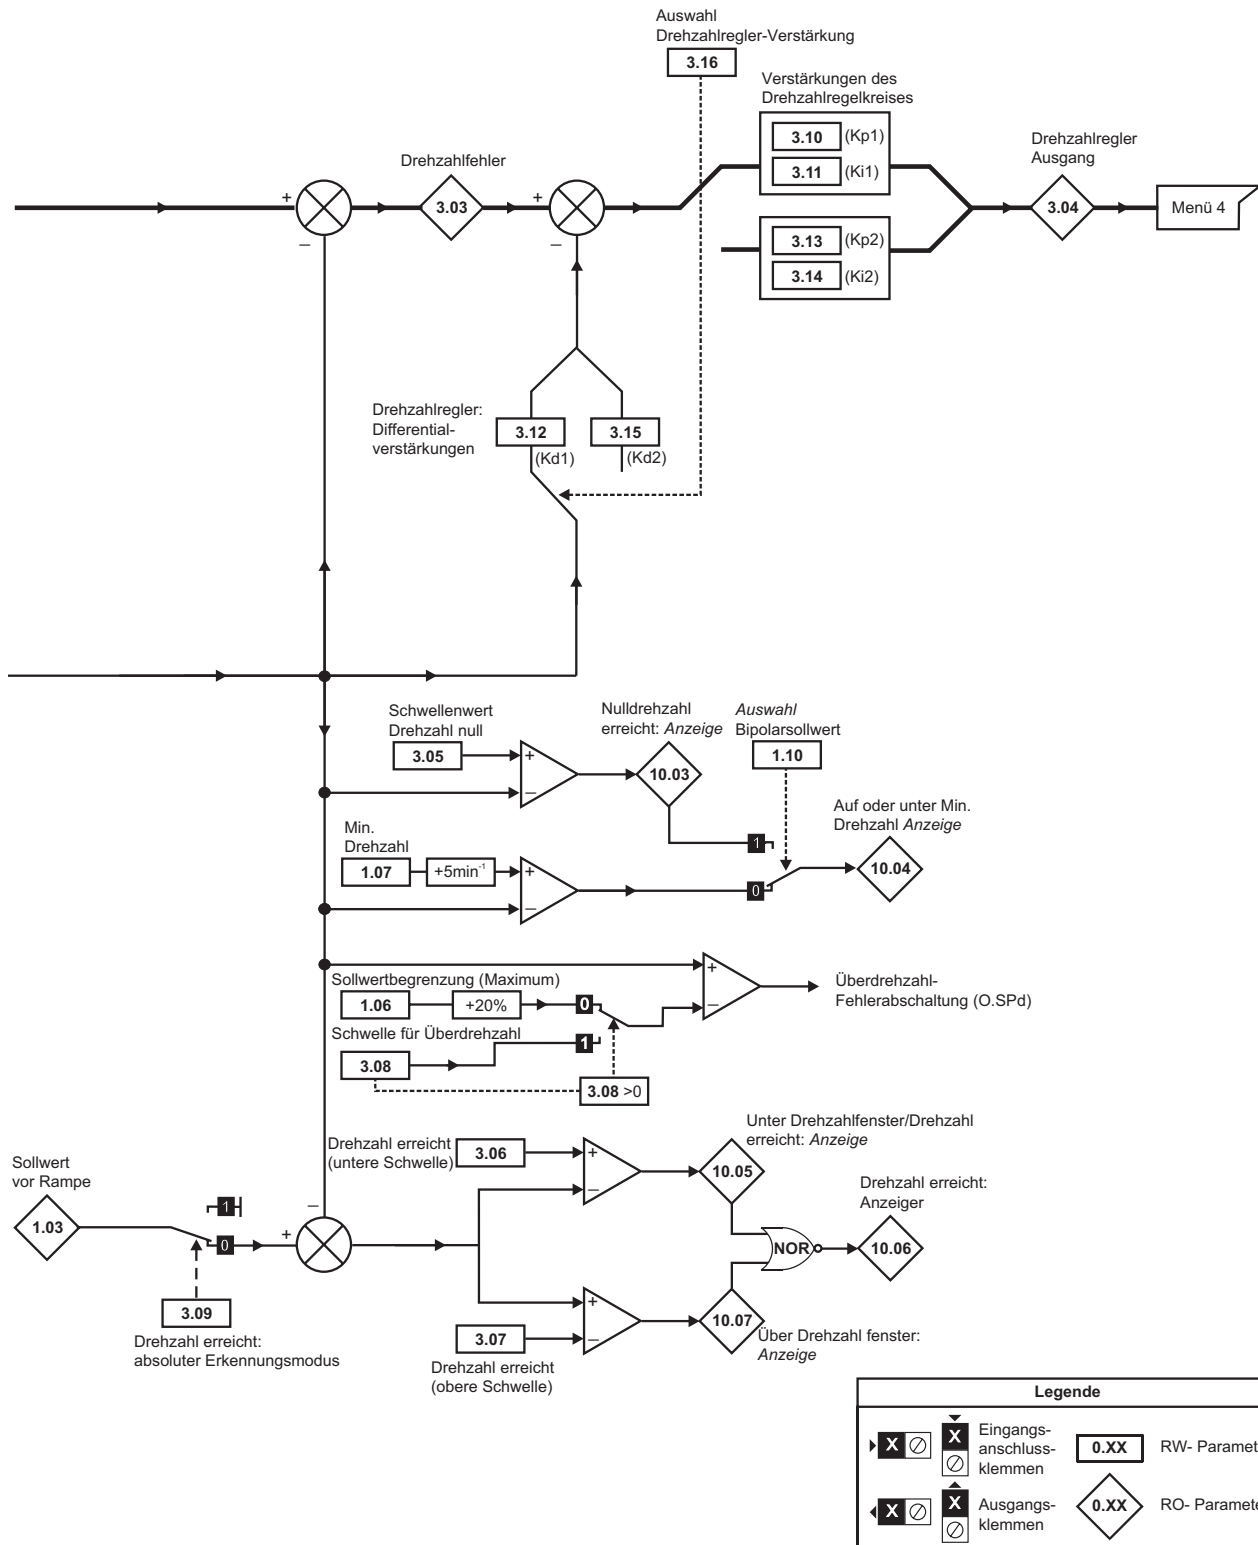 Auswahl
Drehzahlregler-Verstärkung
3.16
Verstärkungen des
Drehzahlregelkreises
3.10 (Kp1)
3.11 (Ki1)
3.13 (Kp2)
3.14 (Ki2)
Drehzahlregler
Ausgang
3.04
Menü 4
Drehzahlfehler
+
–
3.03
+
–
Drehzahlregler:
Differential-
verstärkungen
3.12
(Kd1)
3.15
(Kd2)
Schwellenwert
Drehzahl null
3.05
+
–
Nulldrehzahl
erreicht: Anzeige
10.03
Auswahl
Bipolarsollwert
1.10
1
0
Auf oder unter Min.
Drehzahl Anzeige
10.04
Min.
Drehzahl
1.07
+5min-1
+
–
Sollwertbegrenzung (Maximum)
1.06
+20%
0
Schwelle für Überdrehzahl
1
3.08
3.08 >0
+
–
Überdrehzahl-
Fehlerabschaltung (O.SPd)
Drehzahl erreicht
(untere Schwelle)
3.06
+
–
Unter Drehzahlfenster/Drehzahl
erreicht: Anzeige
10.05
Drehzahl erreicht:
Anzeiger
NOR
10.06
Sollwert
vor Rampe
1.03
1
0
–
+
3.09
Drehzahl erreicht:
absoluter Erkennungsmodus
+
–
3.07
Drehzahl erreicht
(obere Schwelle)
10.07
Über Drehzahl fenster:
Anzeige
Legende
X
X
Eingangs-
anschluss-
klemmen
0.XX
RW- Paramet
X
X
Ausgangs-
klemmen
0.XX
RO- Paramete